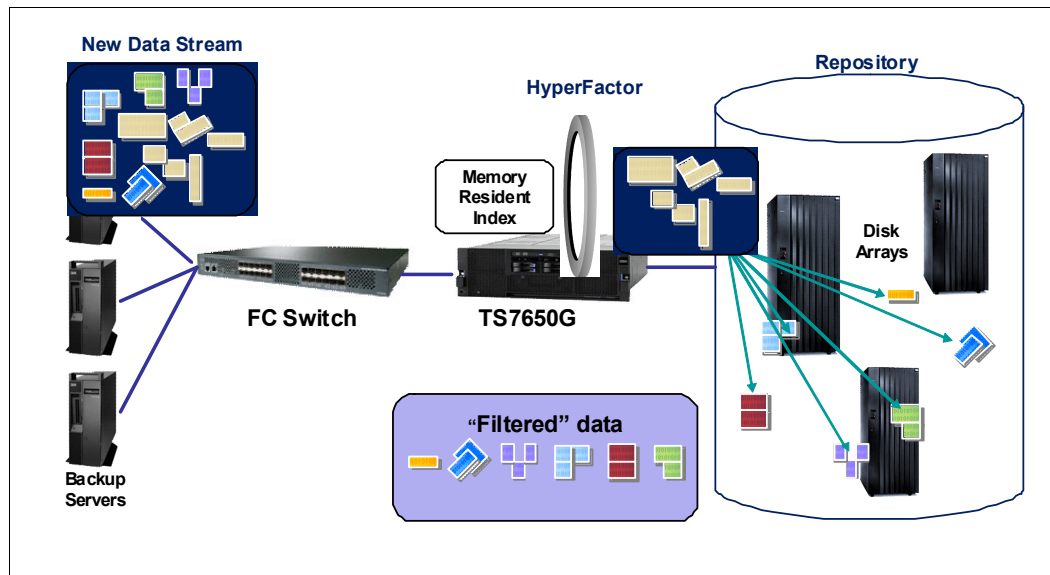 New Data Stream
HyperFactor
Repository
Memory
Resident
Index
Disk
Arrays
FC Switch
TS7650G
“Filtered” data
Backup
Servers